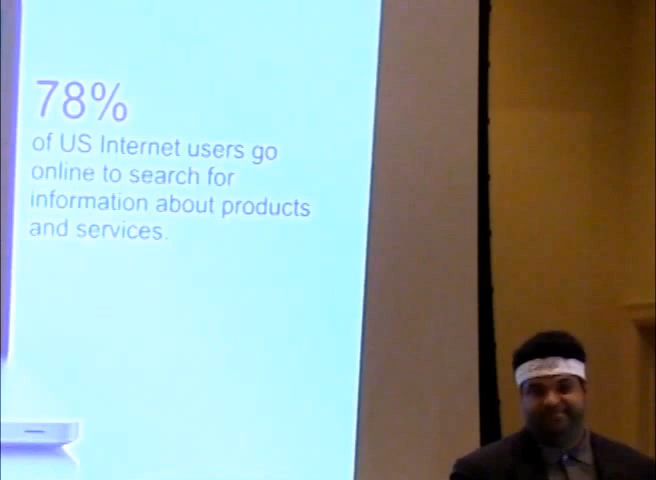 78%
of US Internet users go
online to search for
information about products
and services.